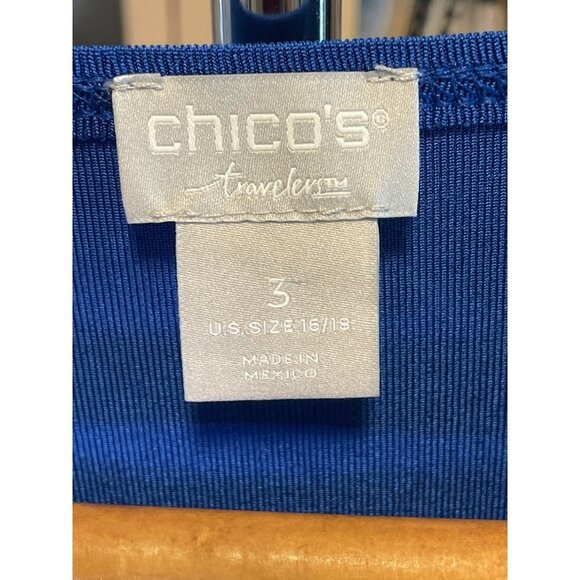 chico's®
travelers™
3
U.S. SIZE 16/18
MADE IN
MEXICO